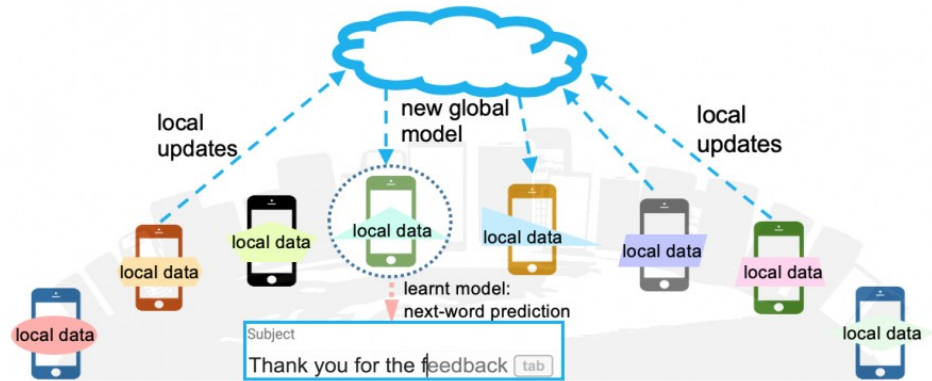 local
updates
new global
model
local
updates
local data
local data
local data
local data
local data
local data
local data
local data
learnt model:
next-word prediction
Subject
Thank you for the feedback tab